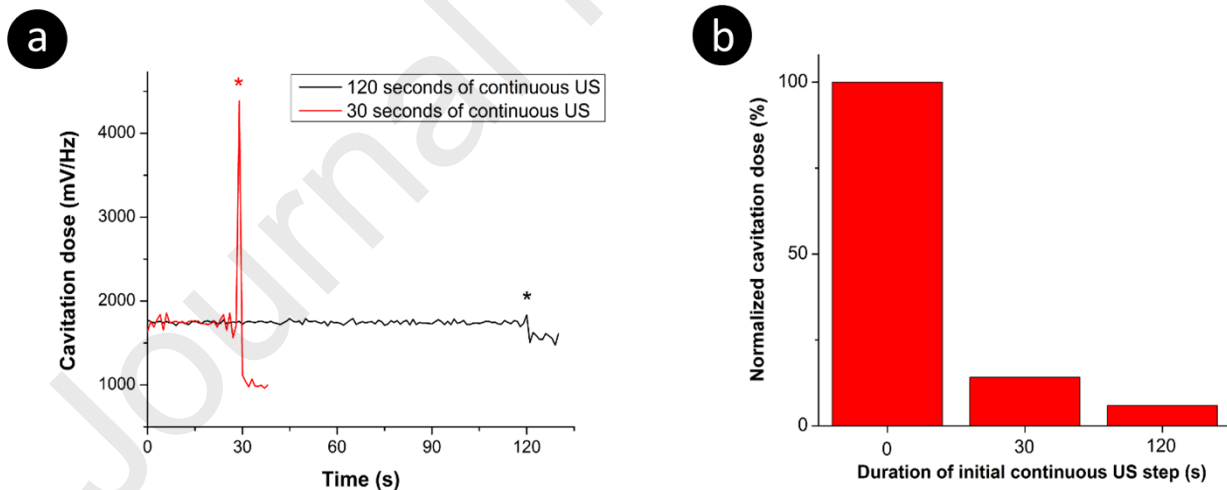 a
*
120 seconds of continuous US
30 seconds of continuous US
4000
3000
2000
1000
*
0
30
60
90
120
Cavitation dose (mV/Hz)
Time (s)
b
100
50
0
0
30
120
Normalized cavitation dose (%)
Duration of initial continuous US step (s)
Journal